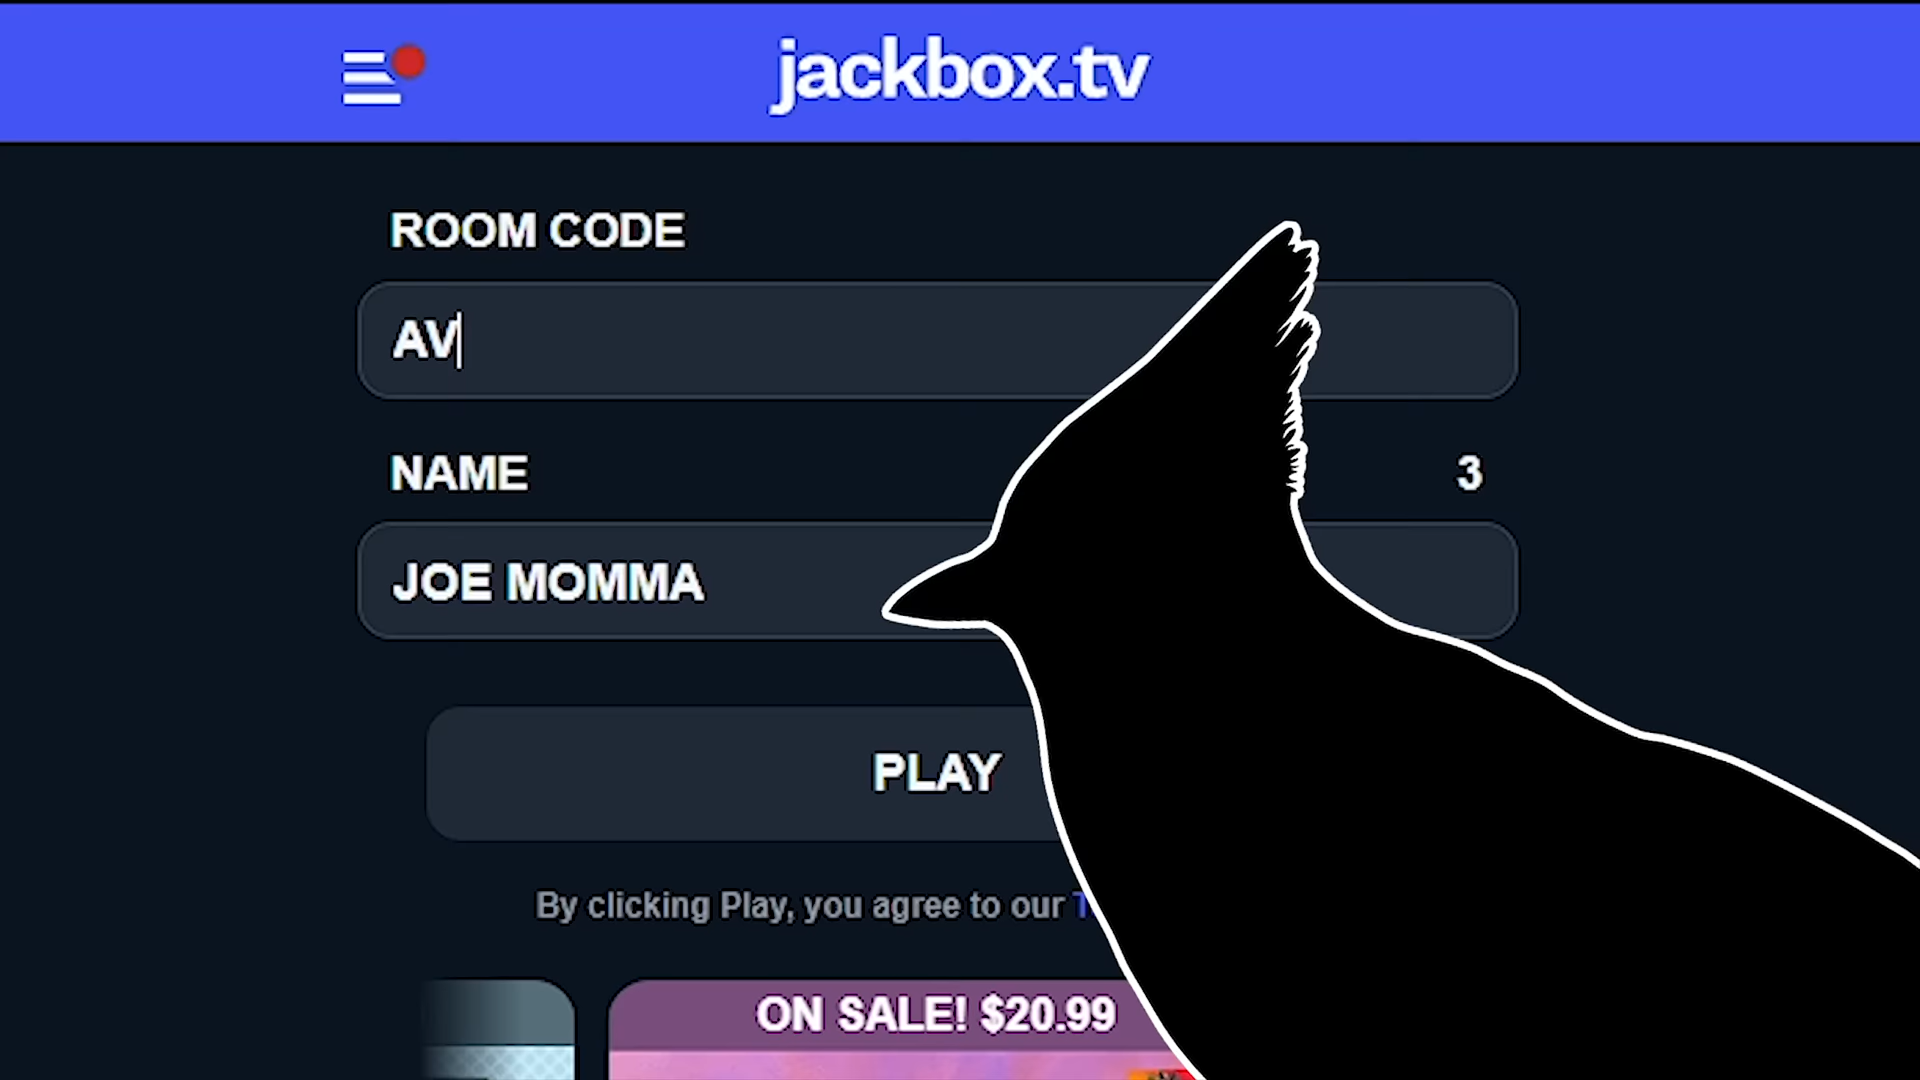 jackbox.tv
ROOM CODE
AV
NAME
3
JOE MOMMA
PLAY
By clicking Play, you agree to our
ON SALE! $20.99